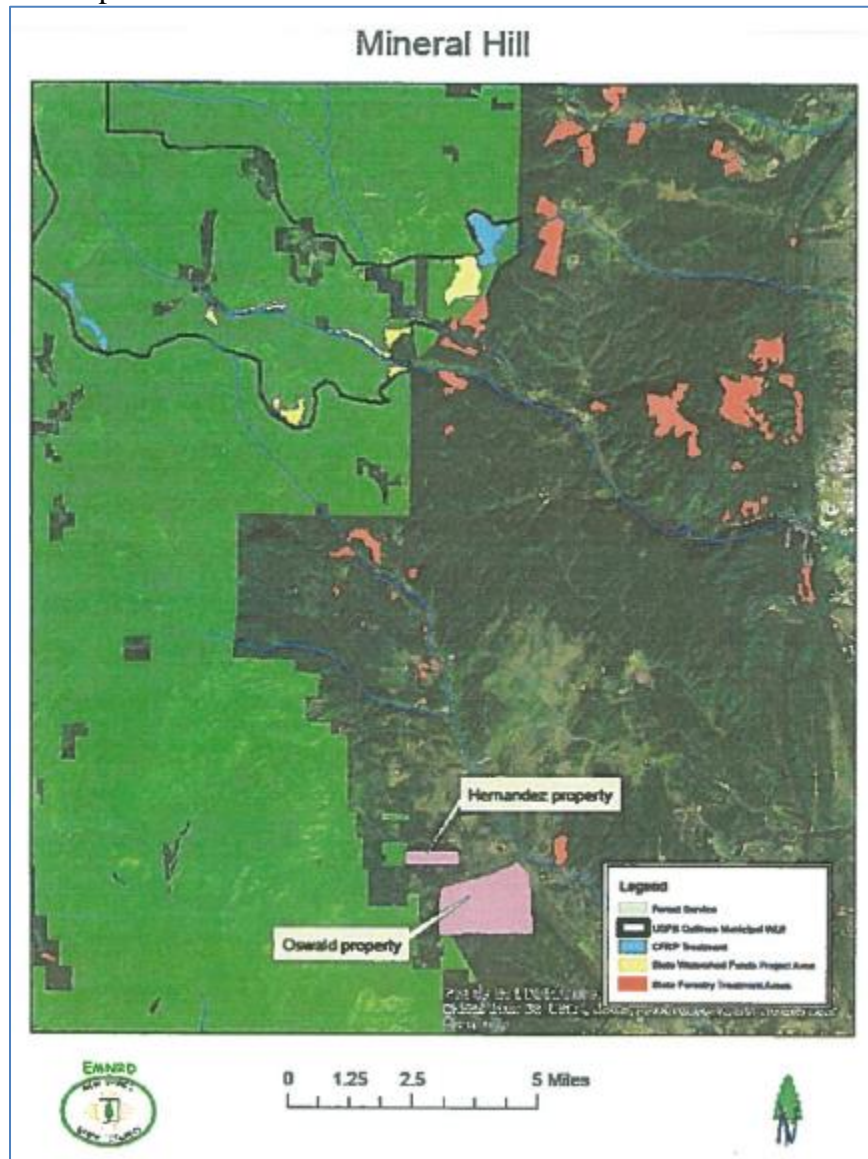 Mineral Hill
Hernandez property
Oswald property
Legend
Forest Service
CFRP Treatment
State Watershed Funds Project Area
State Forestry Treatment Areas
EMNRD
0 1.25 2.5 5 Miles
N